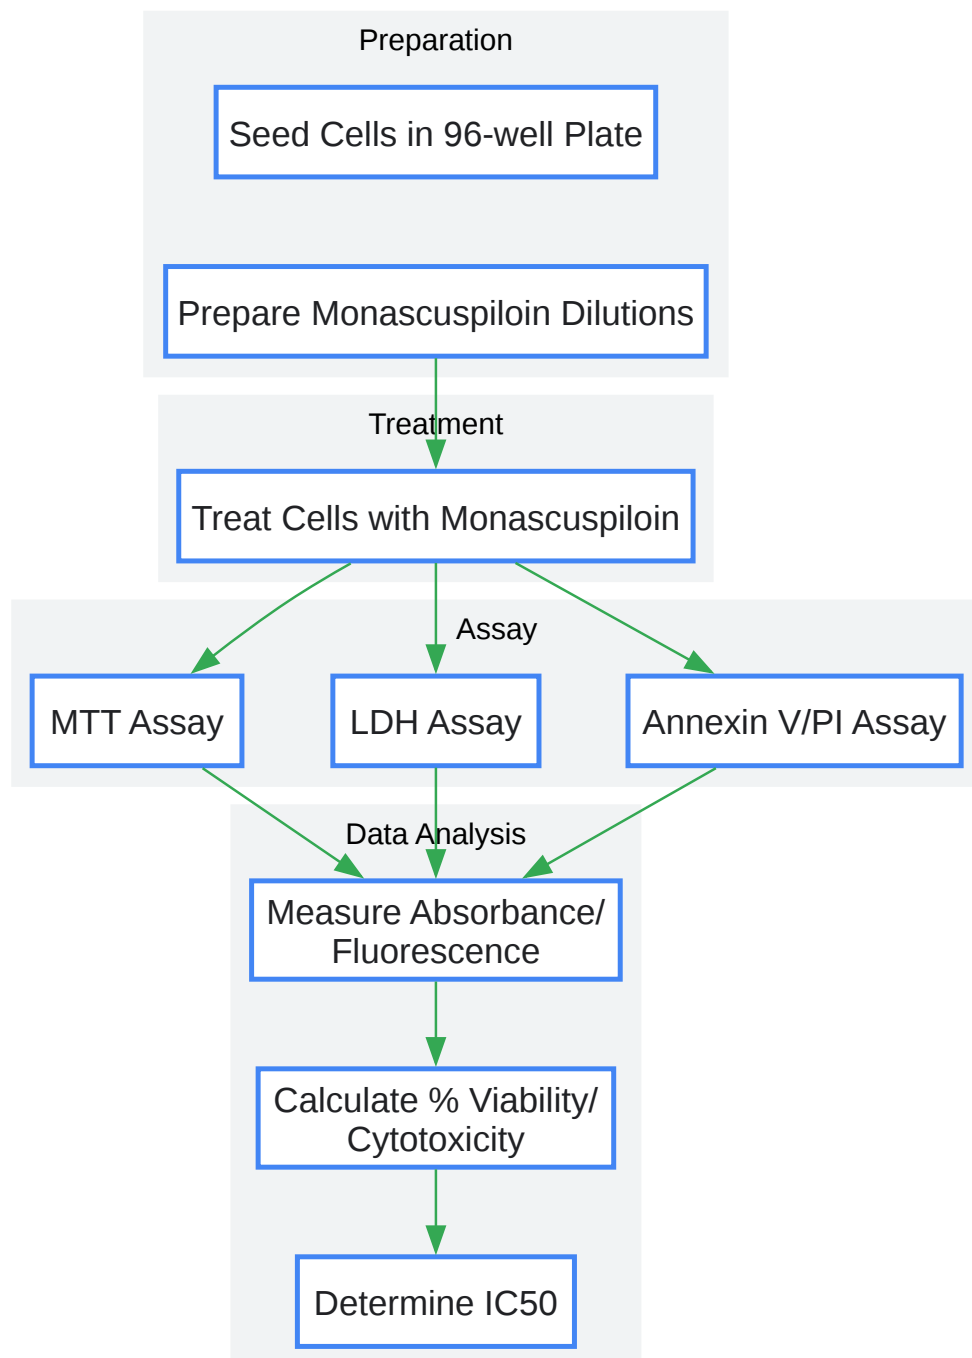 Preparation
Seed Cells in 96-well Plate
Prepare Monascuspiloin Dilutions
Treatment
Treat Cells with Monascuspiloin
Assay
MTT Assay
LDH Assay
Annexin V/PI Assay
Data Analysis
Measure Absorbance/
Fluorescence
Calculate % Viability/
Cytotoxicity
Determine IC50